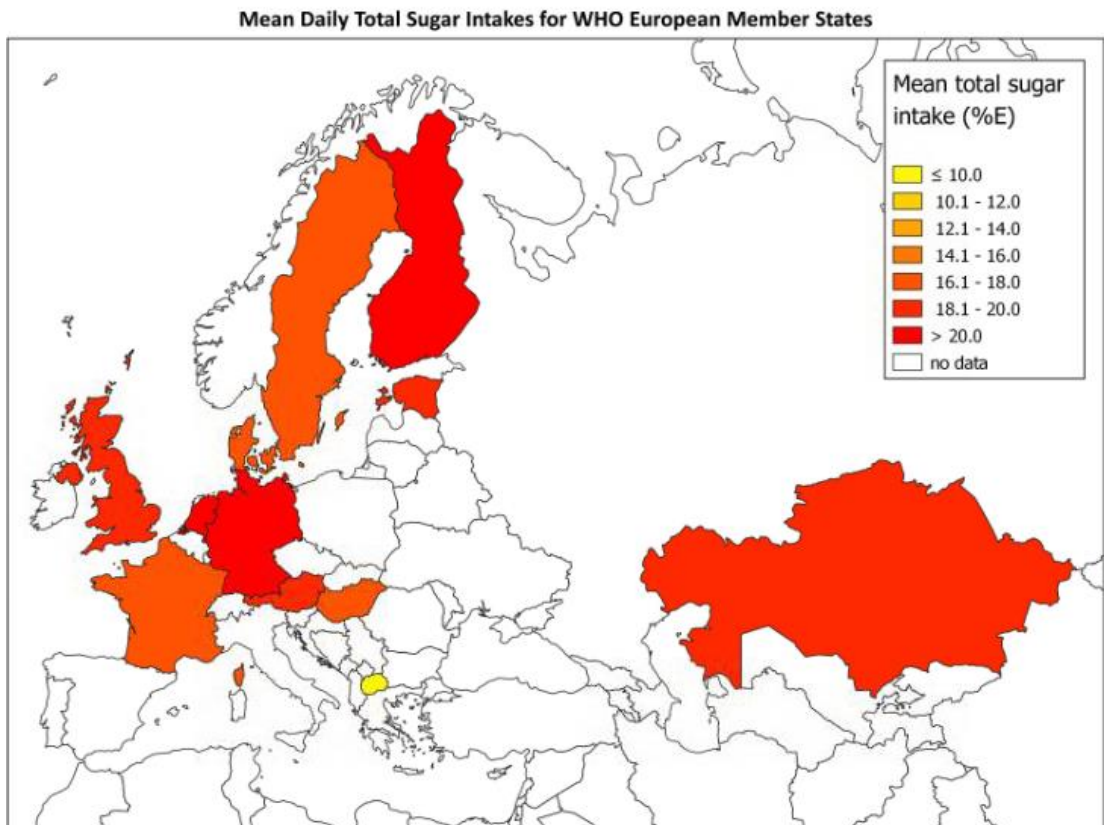 Mean Daily Total Sugar Intakes for WHO European Member States
Mean total sugar
intake (%E)
≤ 10.0
10.1 - 12.0
12.1 - 14.0
14.1 - 16.0
16.1 - 18.0
18.1 - 20.0
> 20.0
no data